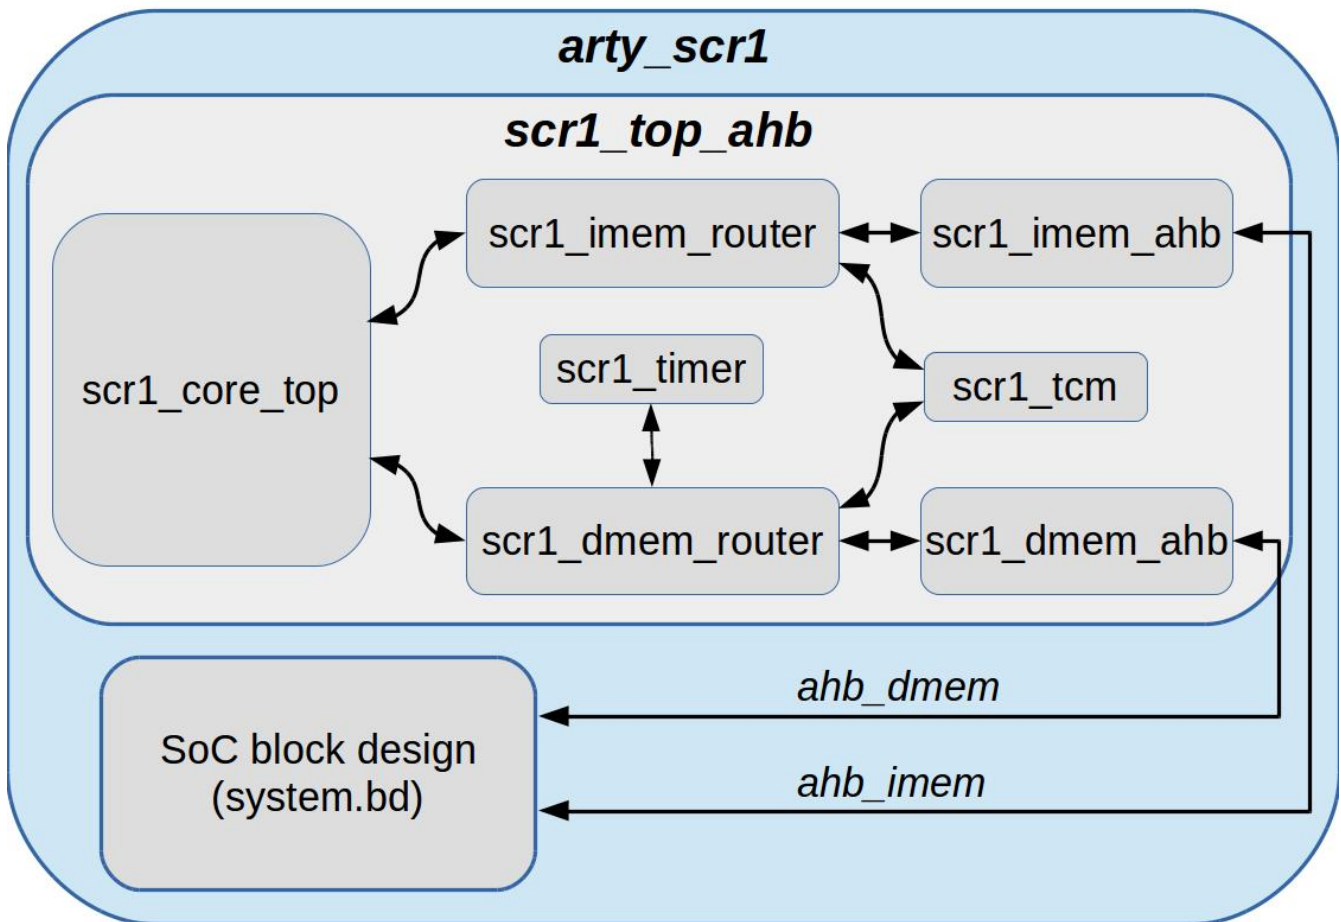 arty_scr1
scr1_top_ahb
scr1_imem_router
scr1_imem_ahb
scr1_core_top
scr1_timer
scr1_tcm
scr1_dmem_router
scr1_dmem_ahb
ahb_dmem
SoC block design
(system.bd)
ahb_imem